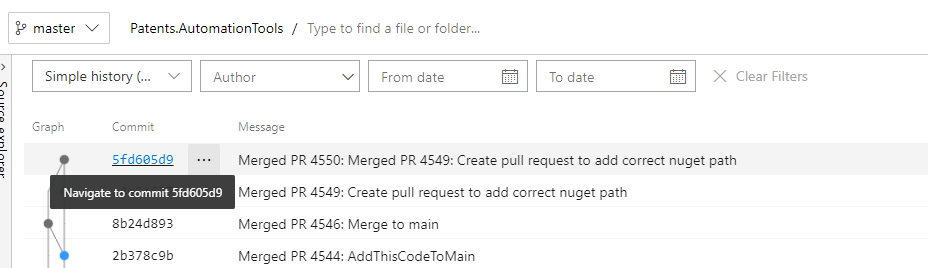 master
Patents.AutomationTools / Type to find a file or folder...
Source explorer
Simple history (... Author From date To date Clear Filters
Graph Commit Message
5fd605d9 ... Merged PR 4550: Merged PR 4549: Create pull request to add correct nuget path
Navigate to commit 5fd605d9
Merged PR 4549: Create pull request to add correct nuget path
8b24d893 Merged PR 4546: Merge to main
2b378c9b Merged PR 4544: AddThisCodeToMain